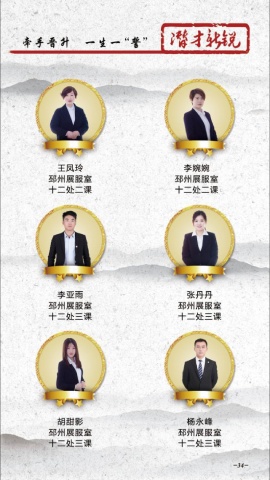 牵手晋升 一生一“誓”
潜才新锐
王凤玲
邳州展服室
十二处二课
李婉婉
邳州展服室
十二处二课
李亚雨
邳州展服室
十二处三课
张丹丹
邳州展服室
十二处三课
胡甜影
邳州展服室
十二处三课
杨永峰
邳州展服室
十二处三课
-34-